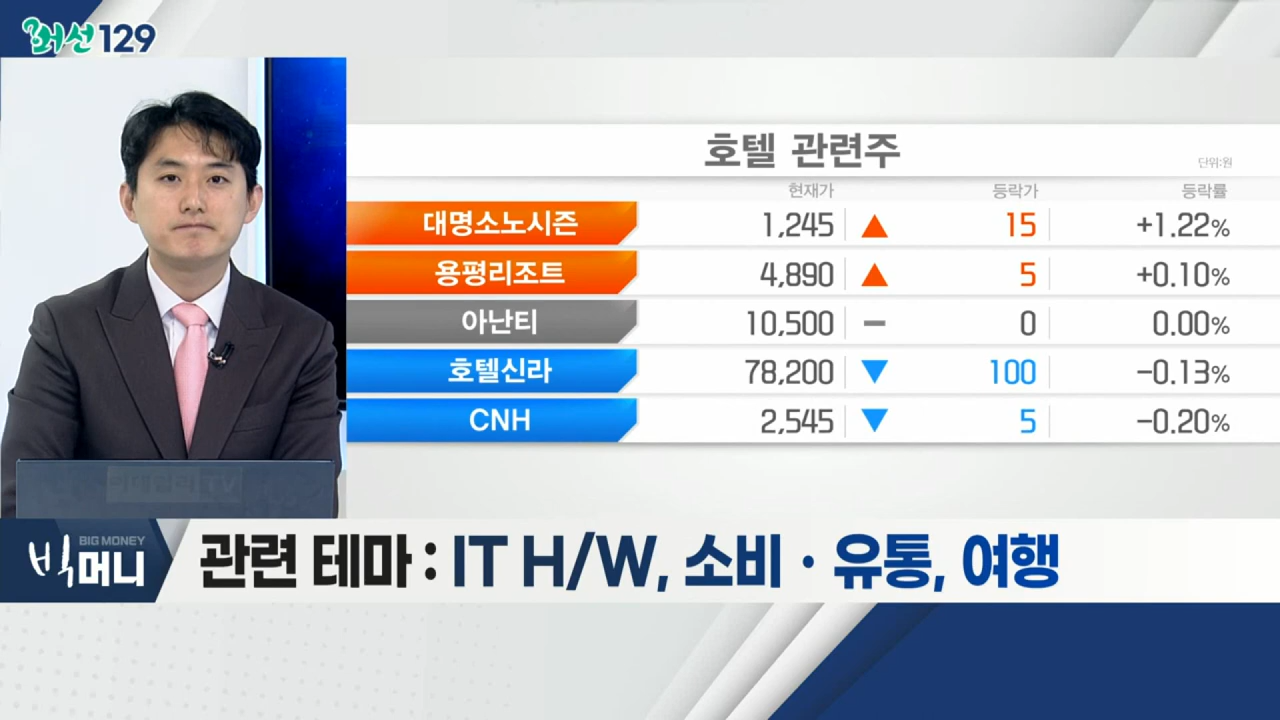 머선129
호텔 관련주
단위:원
현재가 등락가 등락률
대명소노시즌 1,245 ▲ 15 +1.22%
용평리조트 4,890 ▲ 5 +0.10%
아난티 10,500 – 0 0.00%
호텔신라 78,200 ▼ 100 -0.13%
CNH 2,545 ▼ 5 -0.20%
BIG MONEY
빅머니
관련 테마 : IT H/W, 소비·유통, 여행